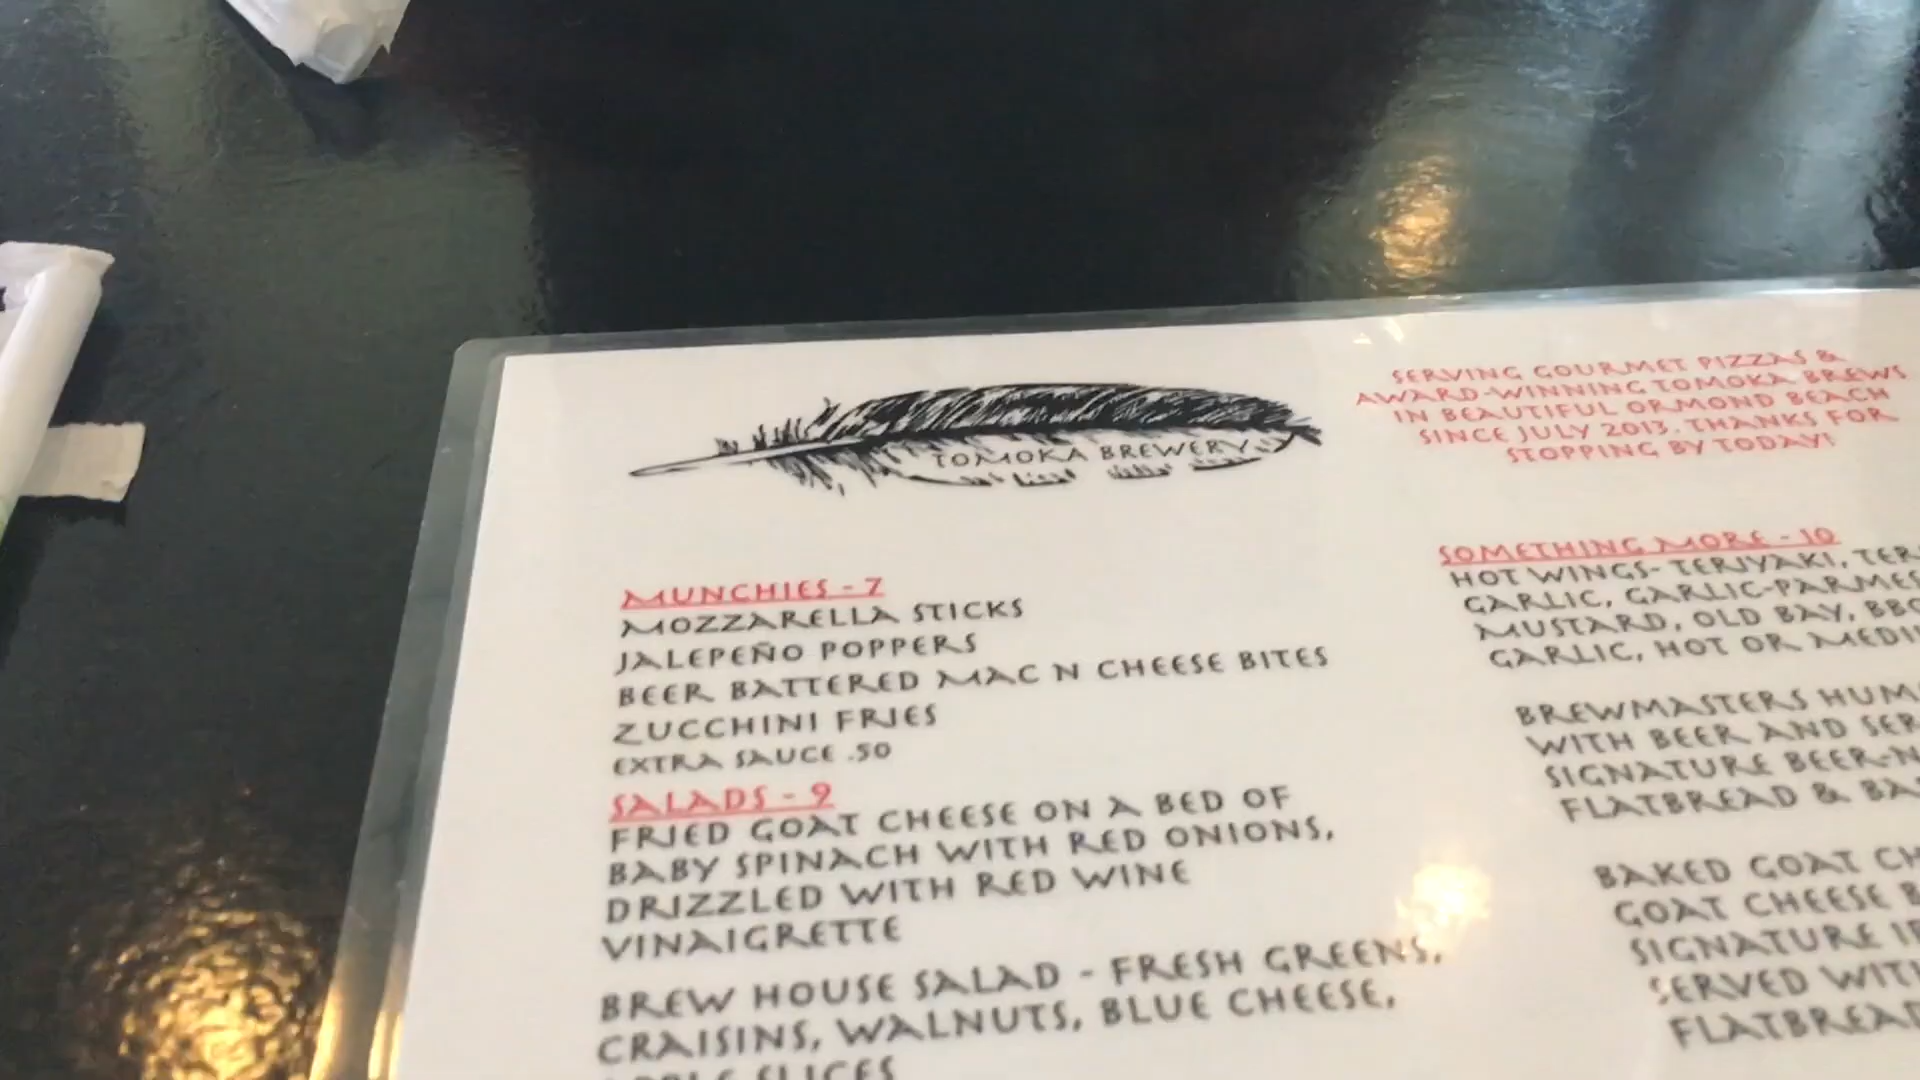 TOMOKA BREWERY
SERVING GOURMET PIZZAS &
AWARD-WINNING TOMOKA BREWS
IN BEAUTIFUL ORMOND BEACH
SINCE JULY 2013. THANKS FOR
STOPPING BY TODAY!
MUNCHIES - 7
MOZZARELLA STICKS
JALEPEÑO POPPERS
BEER BATTERED MAC N CHEESE BITES
ZUCCHINI FRIES
EXTRA SAUCE .50
SALADS - 9
FRIED GOAT CHEESE ON A BED OF
BABY SPINACH WITH RED ONIONS,
DRIZZLED WITH RED WINE
VINAIGRETTE
BREW HOUSE SALAD - FRESH GREENS,
CRAISINS, WALNUTS, BLUE CHEESE,
SLICES
SOMETHING MORE - 10
HOT WINGS- TERIYAKI,
GARLIC,
MUSTARD, OLD BAY,
GARLIC, HOT OR
BREWMASTERS
WITH BEER AND
SIGNATURE
FLATBREAD &
BAKED GOAT
GOAT CHEESE
SIGNATURE
SERVED